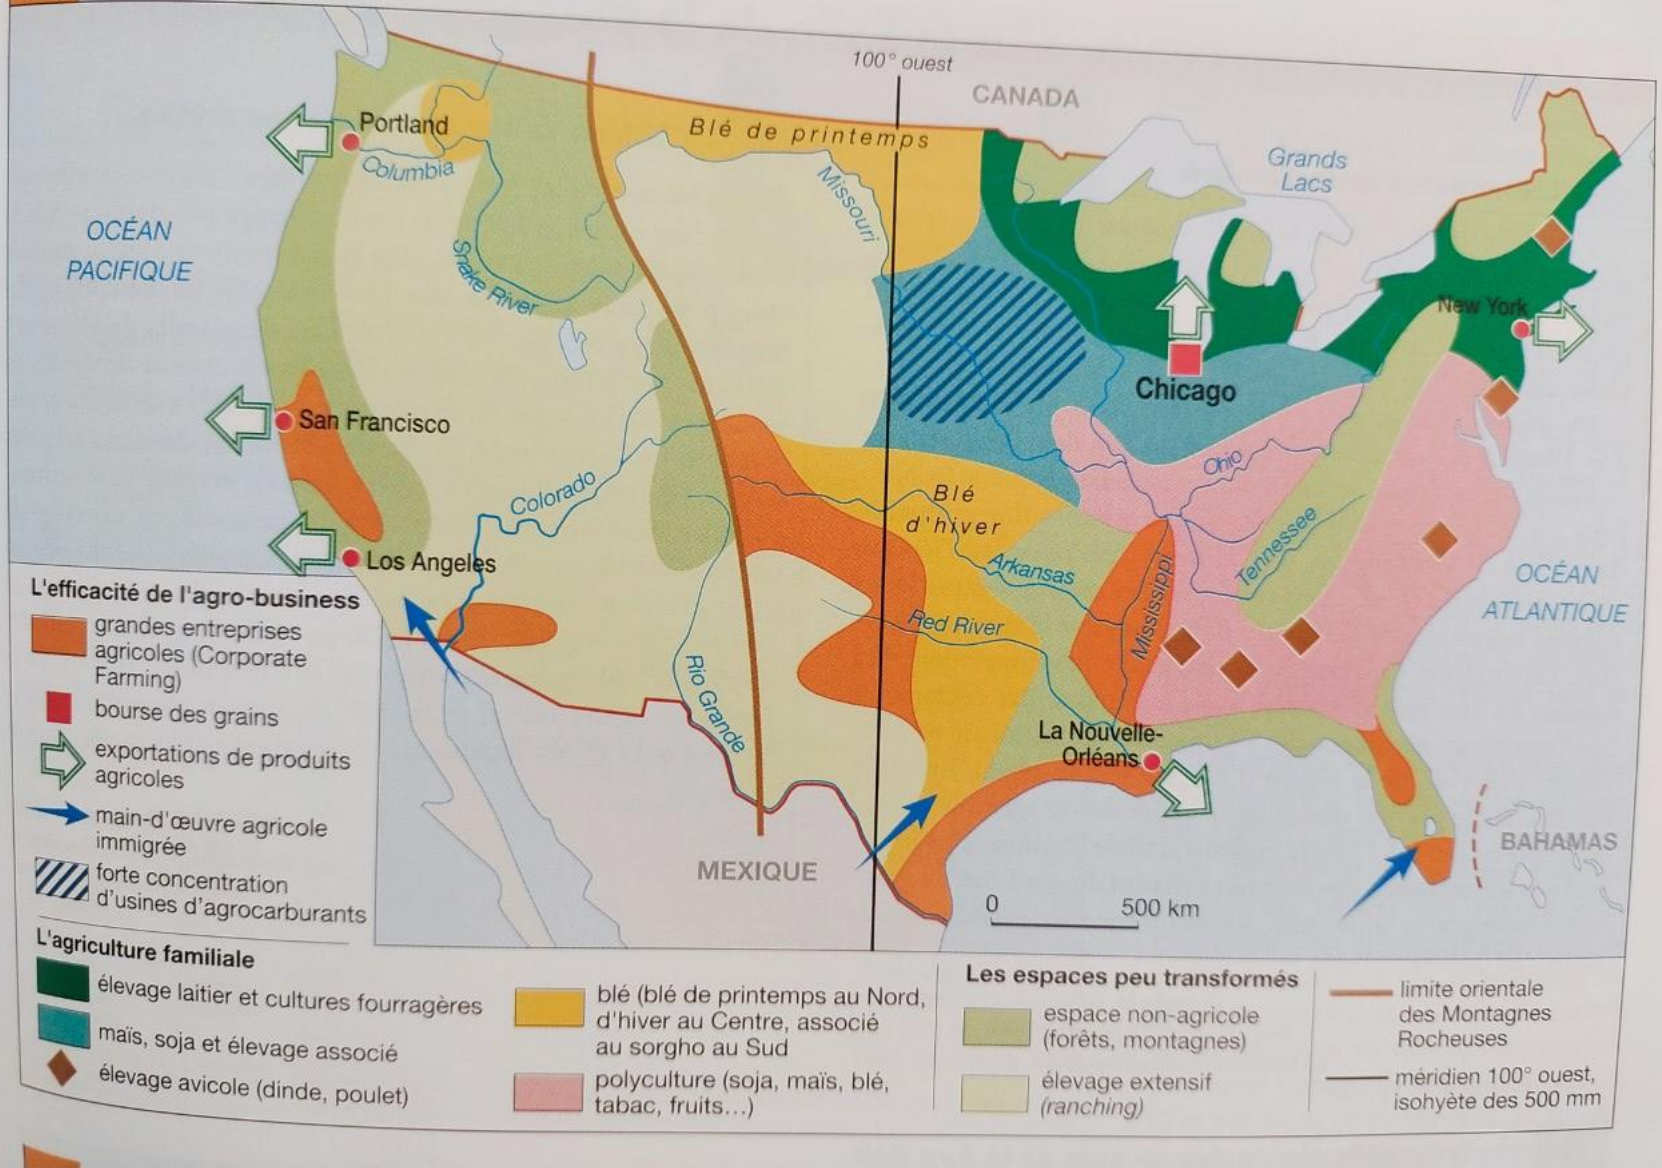 100° ouest
CANADA
Portland
Columbia
Blé de printemps
Missouri
Grands
Lacs
OCÉAN
PACIFIQUE
Snake River
New York
Chicago
San Francisco
Colorado
Ohio
Blé
d'hiver
Tennessee
Los Angeles
Arkansas
Mississippi
OCÉAN
ATLANTIQUE
Red River
Rio Grande
La Nouvelle-
Orléans
MEXIQUE
BAHAMAS
0 500 km
L'efficacité de l'agro-business
grandes entreprises
agricoles (Corporate
Farming)
bourse des grains
exportations de produits
agricoles
main-d'œuvre agricole
immigrée
forte concentration
d'usines d'agrocarburants
L'agriculture familiale
élevage laitier et cultures fourragères
maïs, soja et élevage associé
élevage avicole (dinde, poulet)
blé (blé de printemps au Nord,
d'hiver au Centre, associé
au sorgho au Sud
polyculture (soja, maïs, blé,
tabac, fruits...)
Les espaces peu transformés
espace non-agricole
(forêts, montagnes)
élevage extensif
(ranching)
limite orientale
des Montagnes
Rocheuses
méridien 100° ouest,
isohyète des 500 mm